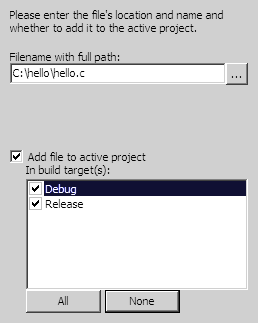 Please enter the file's location and name and
whether to add it to the active project.
Filename with full path:
C:\hello\hello.c
...
Add file to active project
In build target(s):
Debug
Release
All
None